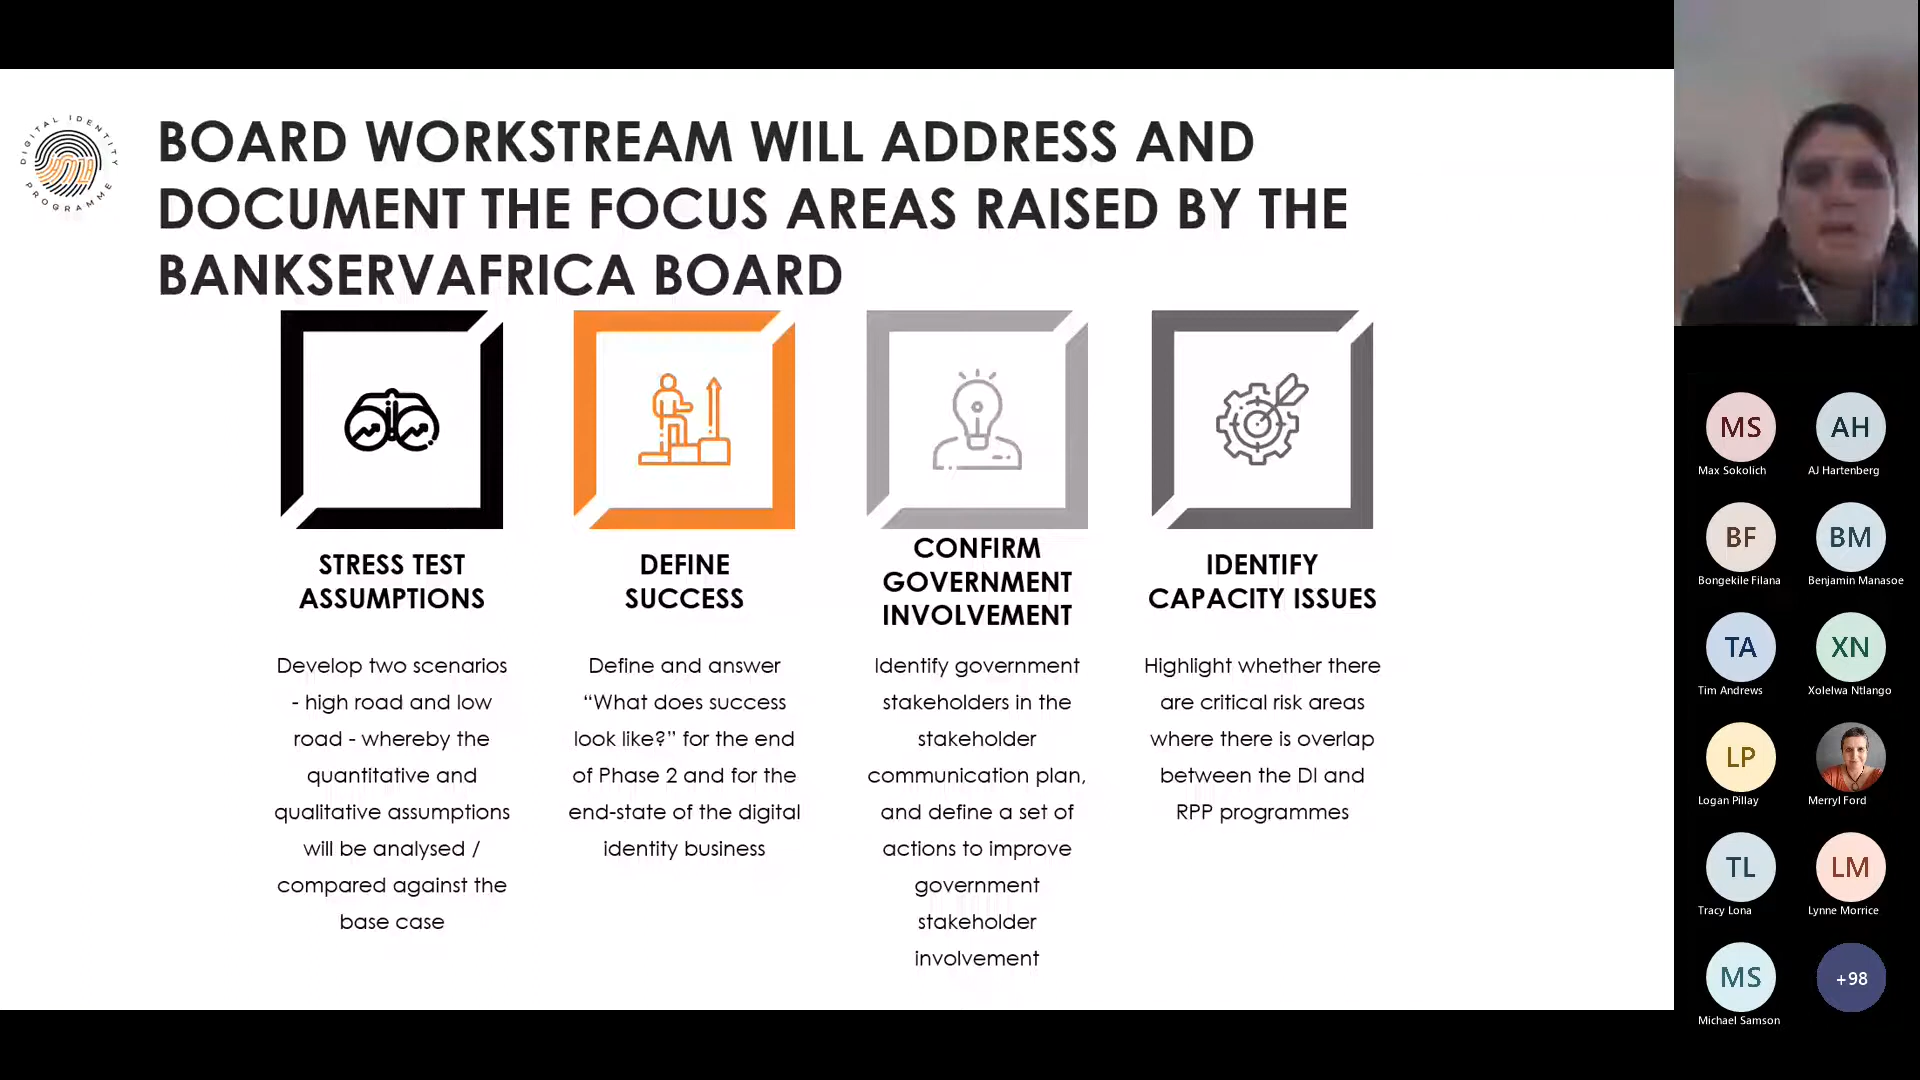 DIGITAL IDENTITY
PROGRAMME
BOARD WORKSTREAM WILL ADDRESS AND
DOCUMENT THE FOCUS AREAS RAISED BY THE
BANKSERVAFRICA BOARD
STRESS TEST
ASSUMPTIONS
Develop two scenarios
- high road and low
road - whereby the
quantitative and
qualitative assumptions
will be analysed /
compared against the
base case
DEFINE
SUCCESS
Define and answer
“What does success
look like?” for the end
of Phase 2 and for the
end-state of the digital
identity business
CONFIRM
GOVERNMENT
INVOLVEMENT
Identify government
stakeholders in the
stakeholder
communication plan,
and define a set of
actions to improve
government
stakeholder
involvement
IDENTIFY
CAPACITY ISSUES
Highlight whether there
are critical risk areas
where there is overlap
between the DI and
RPP programmes
MS
Max Sokolich
AH
AJ Hartenberg
BF
Bongekile Filana
BM
Benjamin Manasoe
TA
Tim Andrews
XN
Xolelwa Ntlango
LP
Logan Pillay
Merryl Ford
TL
Tracy Lona
LM
Lynne Morrice
MS
Michael Samson
+98